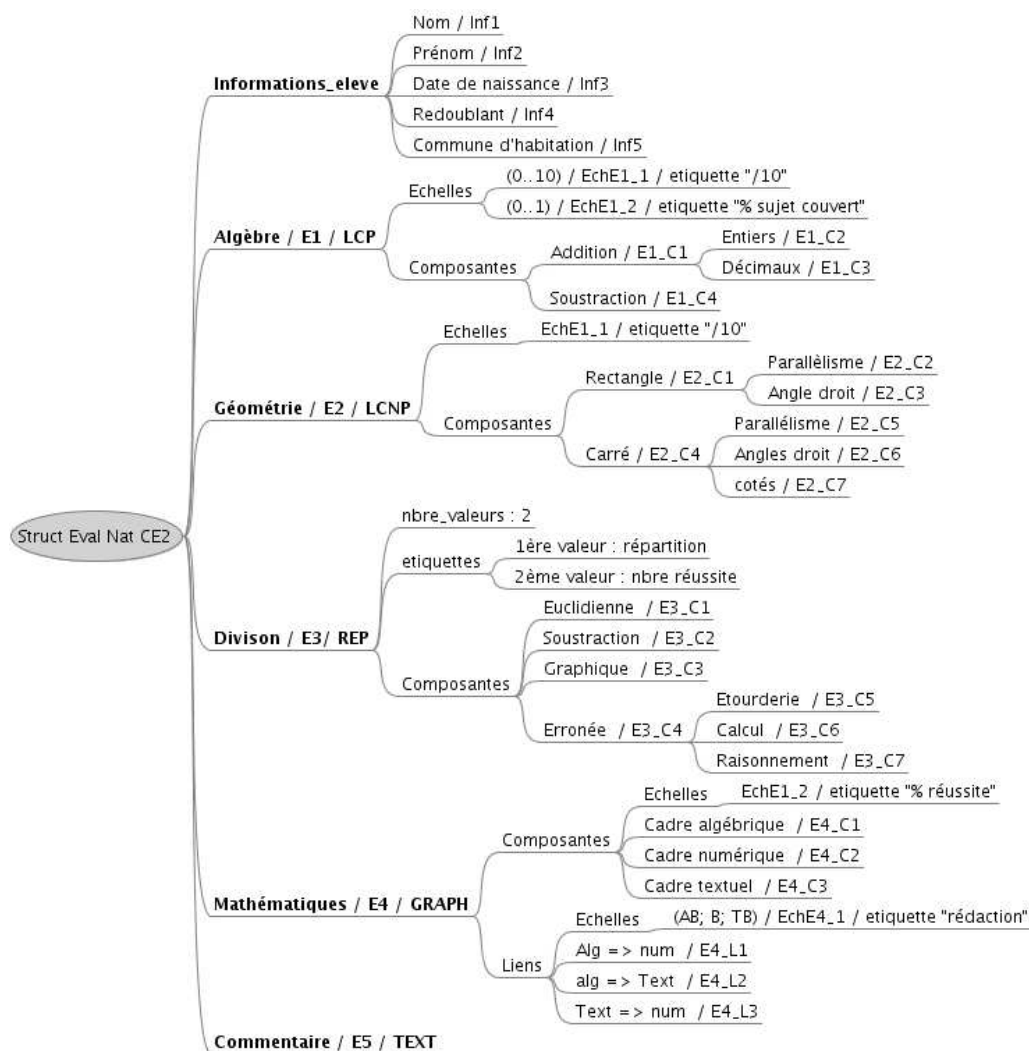 Struct Eval Nat CE2
Informations_eleve
Nom / Inf1
Prénom / Inf2
Date de naissance / Inf3
Redoublant / Inf4
Commune d'habitation / Inf5
Algèbre / E1 / LCP
Echelles
(0..10) / EchE1_1 / etiquette "/10"
(0..1) / EchE1_2 / etiquette "% sujet couvert"
Composantes
Addition / E1_C1
Entiers / E1_C2
Décimaux / E1_C3
Soustraction / E1_C4
Géométrie / E2 / LCNP
Echelles
EchE1_1 / etiquette "/10"
Composantes
Rectangle / E2_C1
Parallèlisme / E2_C2
Angle droit / E2_C3
Carré / E2_C4
Parallélisme / E2_C5
Angles droit / E2_C6
cotés / E2_C7
Divison / E3/ REP
nbre_valeurs : 2
etiquettes
1ère valeur : répartition
2ème valeur : nbre réussite
Composantes
Euclidienne / E3_C1
Soustraction / E3_C2
Graphique / E3_C3
Erronée / E3_C4
Etourderie / E3_C5
Calcul / E3_C6
Raisonnement / E3_C7
Mathématiques / E4 / GRAPH
Composantes
Echelles
EchE1_2 / etiquette "% réussite"
Cadre algébrique / E4_C1
Cadre numérique / E4_C2
Cadre textuel / E4_C3
Liens
Echelles
(AB; B; TB) / EchE4_1 / etiquette "rédaction"
Alg => num / E4_L1
alg => Text / E4_L2
Text => num / E4_L3
Commentaire / E5 / TEXT